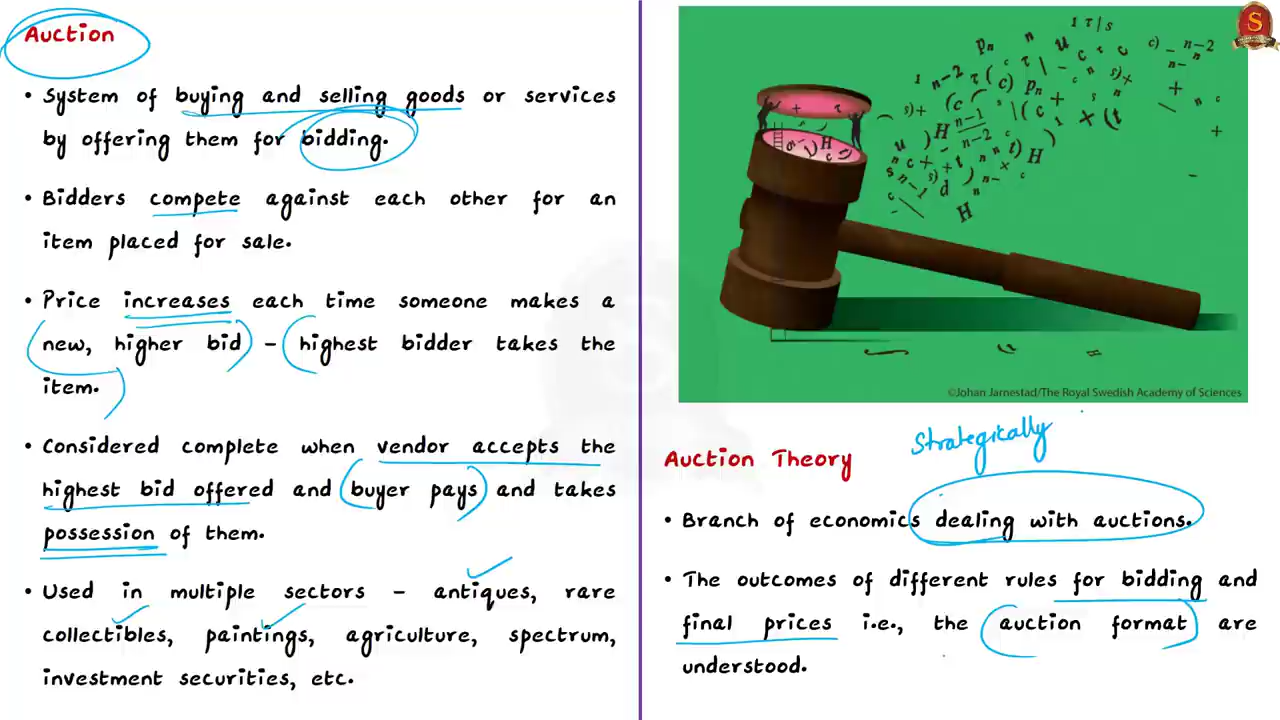 Auction
• System of buying and selling goods or services
by offering them for bidding.
• Bidders compete against each other for an
item placed for sale.
• Price increases each time someone makes a
new, higher bid – highest bidder takes the
item.
• Considered complete when vendor accepts the
highest bid offered and buyer pays and takes
possession of them.
• Used in multiple sectors – antiques, rare
collectibles, paintings, agriculture, spectrum,
investment securities, etc.
©Johan Jarnestad/The Royal Swedish Academy of Sciences
Strategically
Auction Theory
• Branch of economics dealing with auctions.
• The outcomes of different rules for bidding and
final prices i.e., the auction format are
understood.